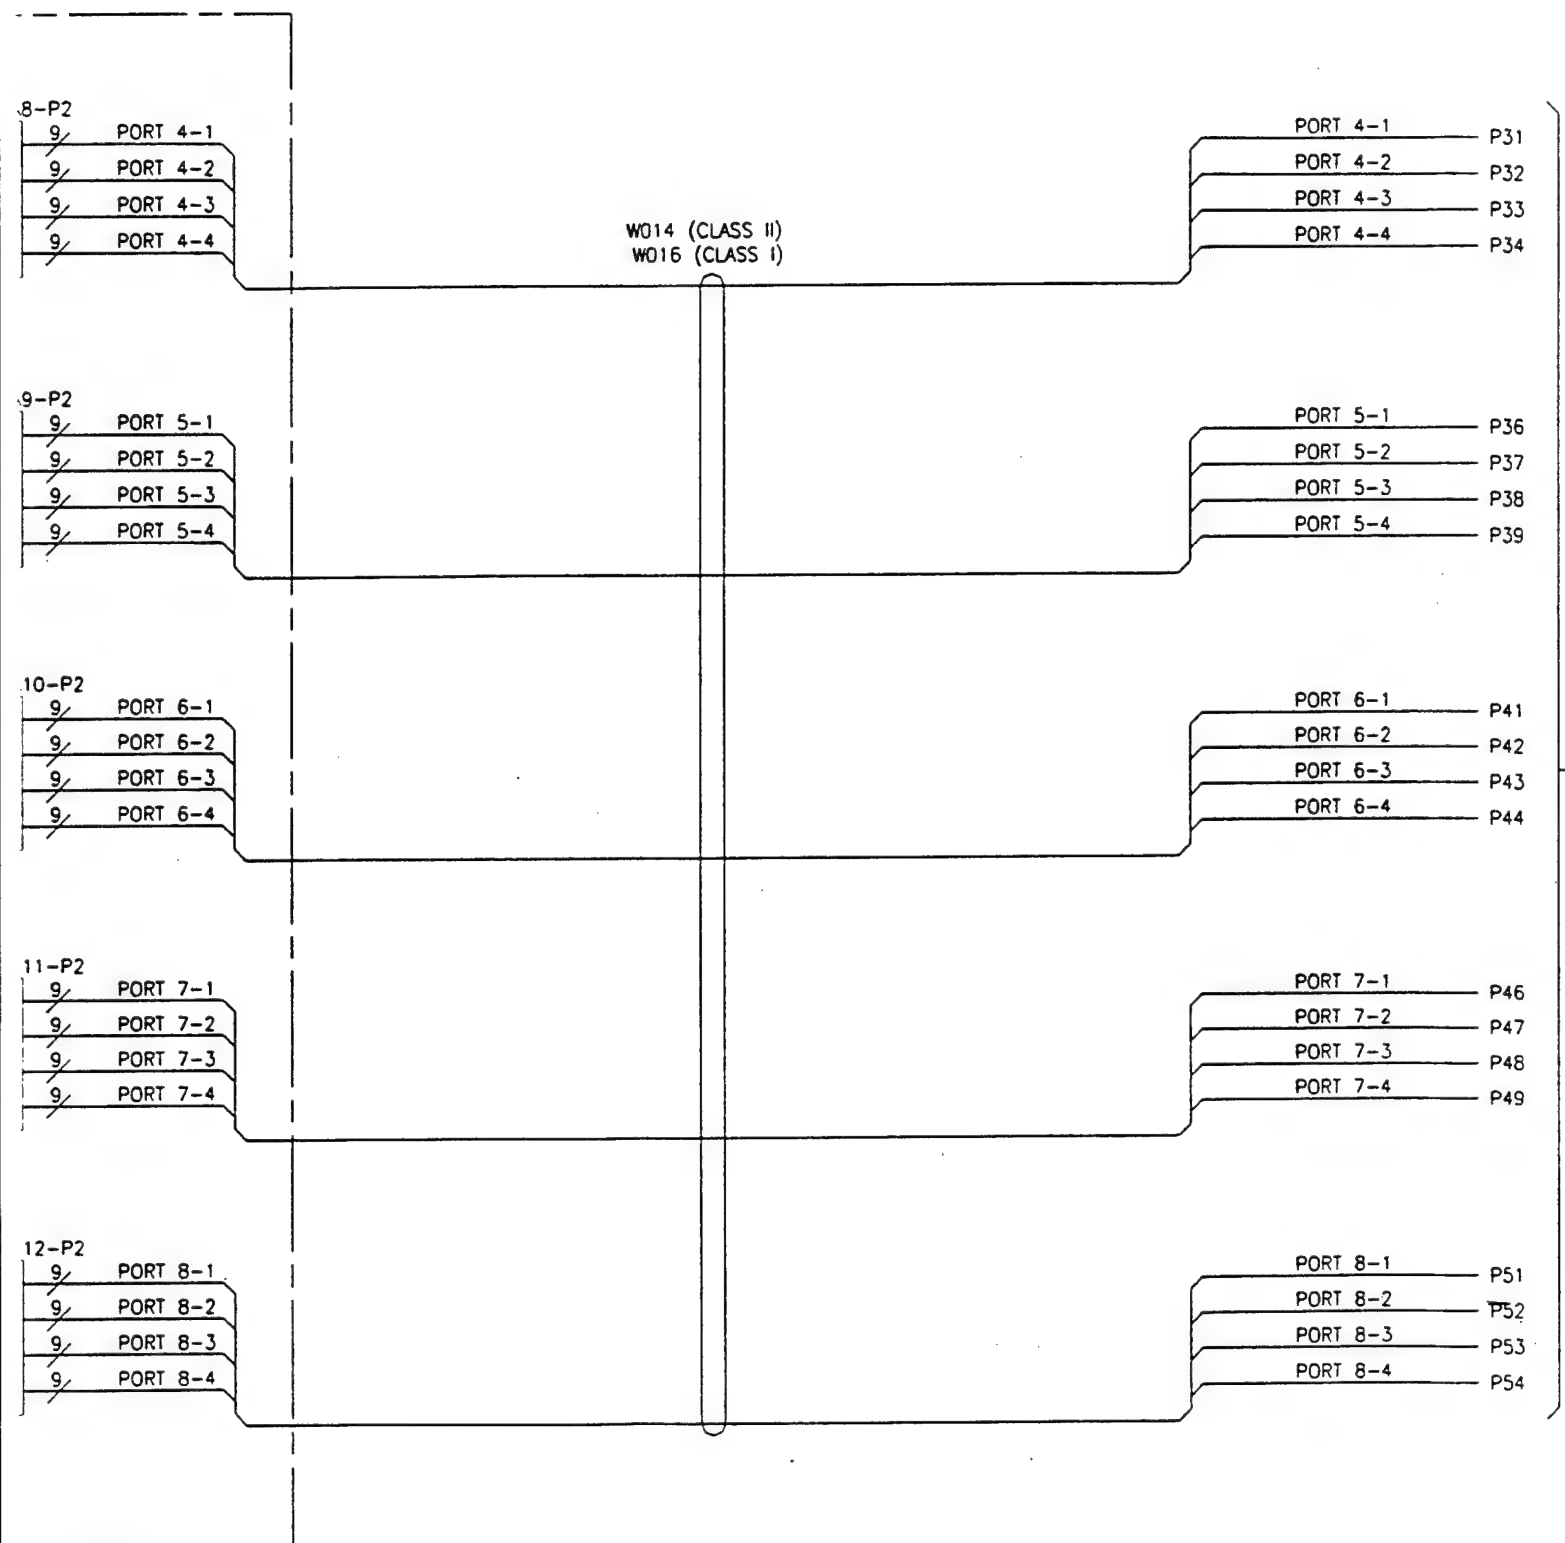 8-P2
9 PORT 4-1 PORT 4-1 P31
9 PORT 4-2 PORT 4-2 P32
9 PORT 4-3 PORT 4-3 P33
9 PORT 4-4 PORT 4-4 P34
W014 (CLASS II)
W016 (CLASS I)
9-P2
9 PORT 5-1 PORT 5-1 P36
9 PORT 5-2 PORT 5-2 P37
9 PORT 5-3 PORT 5-3 P38
9 PORT 5-4 PORT 5-4 P39
10-P2
9 PORT 6-1 PORT 6-1 P41
9 PORT 6-2 PORT 6-2 P42
9 PORT 6-3 PORT 6-3 P43
9 PORT 6-4 PORT 6-4 P44
11-P2
9 PORT 7-1 PORT 7-1 P46
9 PORT 7-2 PORT 7-2 P47
9 PORT 7-3 PORT 7-3 P48
9 PORT 7-4 PORT 7-4 P49
12-P2
9 PORT 8-1 PORT 8-1 P51
9 PORT 8-2 PORT 8-2 P52
9 PORT 8-3 PORT 8-3 P53
9 PORT 8-4 PORT 8-4 P54